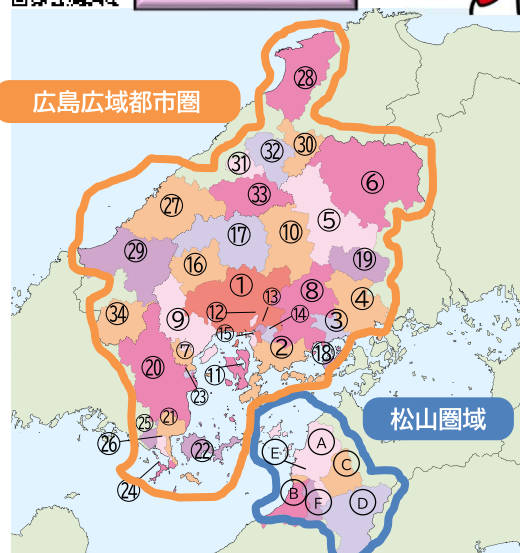 ㉘
広島広域都市圏
㉛ ㉜ ㉚
⑥
㉗ ㉝ ⑤
⑰ ⑩
㉙ ⑯ ⑲
① ⑬ ⑧ ④
㉞ ⑨ ⑫ ⑭ ③
⑮ ② ⑱
⑦
⑳ ⑪
㉓
㉕ ㉑
㉖ ㉒
㉔
松山圏域
A
E C
B F D